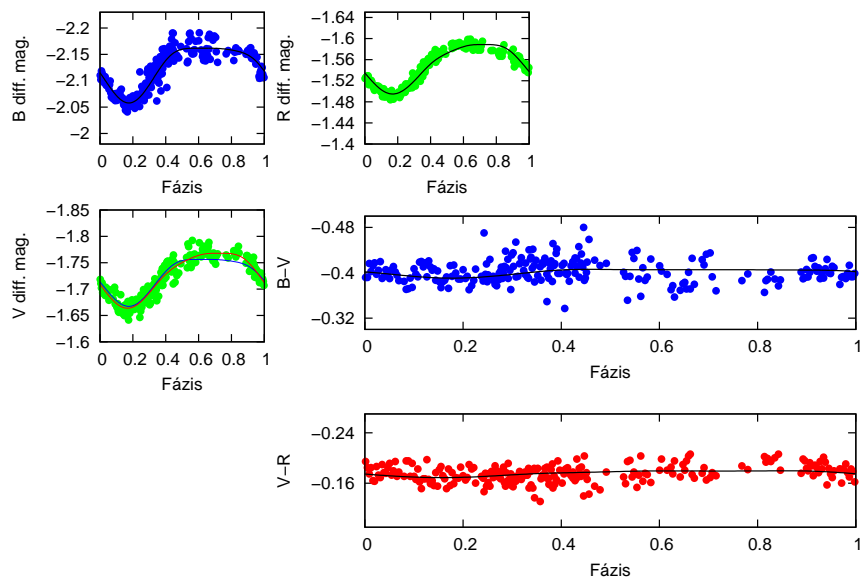 B diff. mag.
−2.2
−2.15
−2.1
−2.05
−2
0 0.2 0.4 0.6 0.8 1
Fázis
R diff. mag.
−1.64
−1.6
−1.56
−1.52
−1.48
−1.44
−1.4
0 0.2 0.4 0.6 0.8 1
Fázis
V diff. mag.
−1.85
−1.8
−1.75
−1.7
−1.65
−1.6
0 0.2 0.4 0.6 0.8 1
Fázis
B−V
−0.48
−0.4
−0.32
0 0.2 0.4 0.6 0.8 1
Fázis
V−R
−0.24
−0.16
0 0.2 0.4 0.6 0.8 1
Fázis